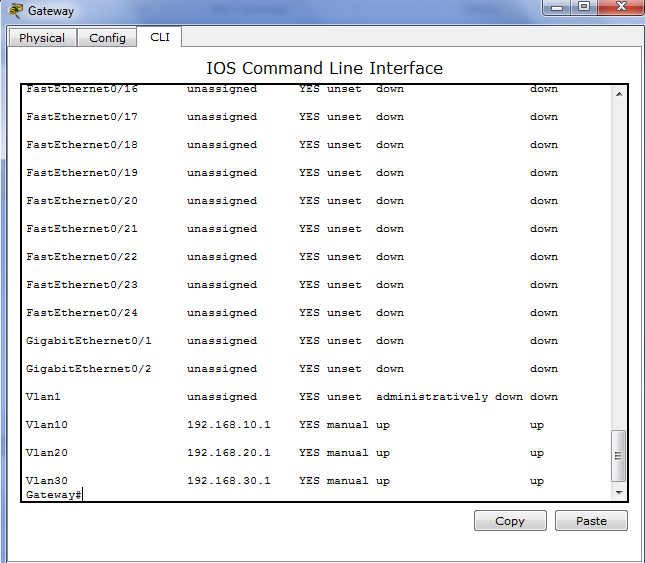 Gateway
Physical Config CLI
IOS Command Line Interface
FastEthernet0/16 unassigned YES unset down down
FastEthernet0/17 unassigned YES unset down down
FastEthernet0/18 unassigned YES unset down down
FastEthernet0/19 unassigned YES unset down down
FastEthernet0/20 unassigned YES unset down down
FastEthernet0/21 unassigned YES unset down down
FastEthernet0/22 unassigned YES unset down down
FastEthernet0/23 unassigned YES unset down down
FastEthernet0/24 unassigned YES unset down down
GigabitEthernet0/1 unassigned YES unset down down
GigabitEthernet0/2 unassigned YES unset down down
Vlan1 unassigned YES unset administratively down down
Vlan10 192.168.10.1 YES manual up up
Vlan20 192.168.20.1 YES manual up up
Vlan30 192.168.30.1 YES manual up up
Gateway#
Copy Paste